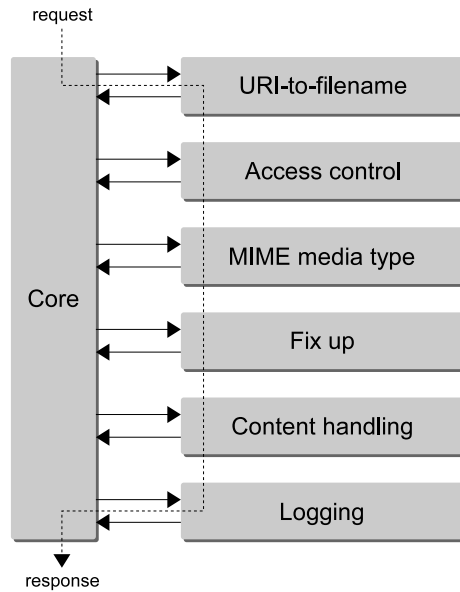 request
URI-to-filename
Access control
MIME media type
Core
Fix up
Content handling
Logging
response